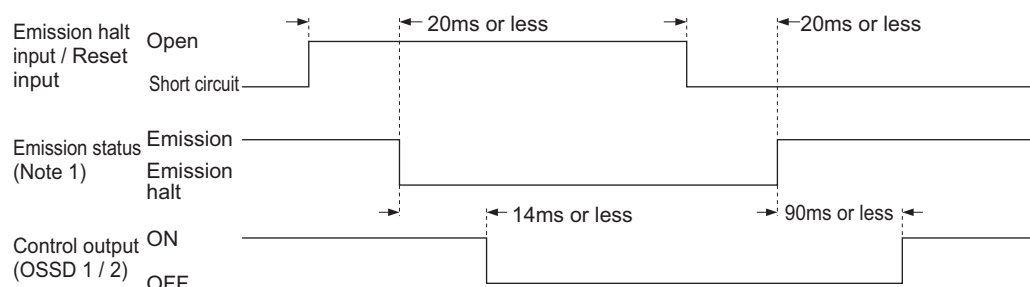 20ms or less
20ms or less
Emission halt
input / Reset
input
Open
Short circuit
Emission status
(Note 1)
Emission
Emission
halt
14ms or less
90ms or less
Control output
(OSSD 1 / 2)
ON
OFF